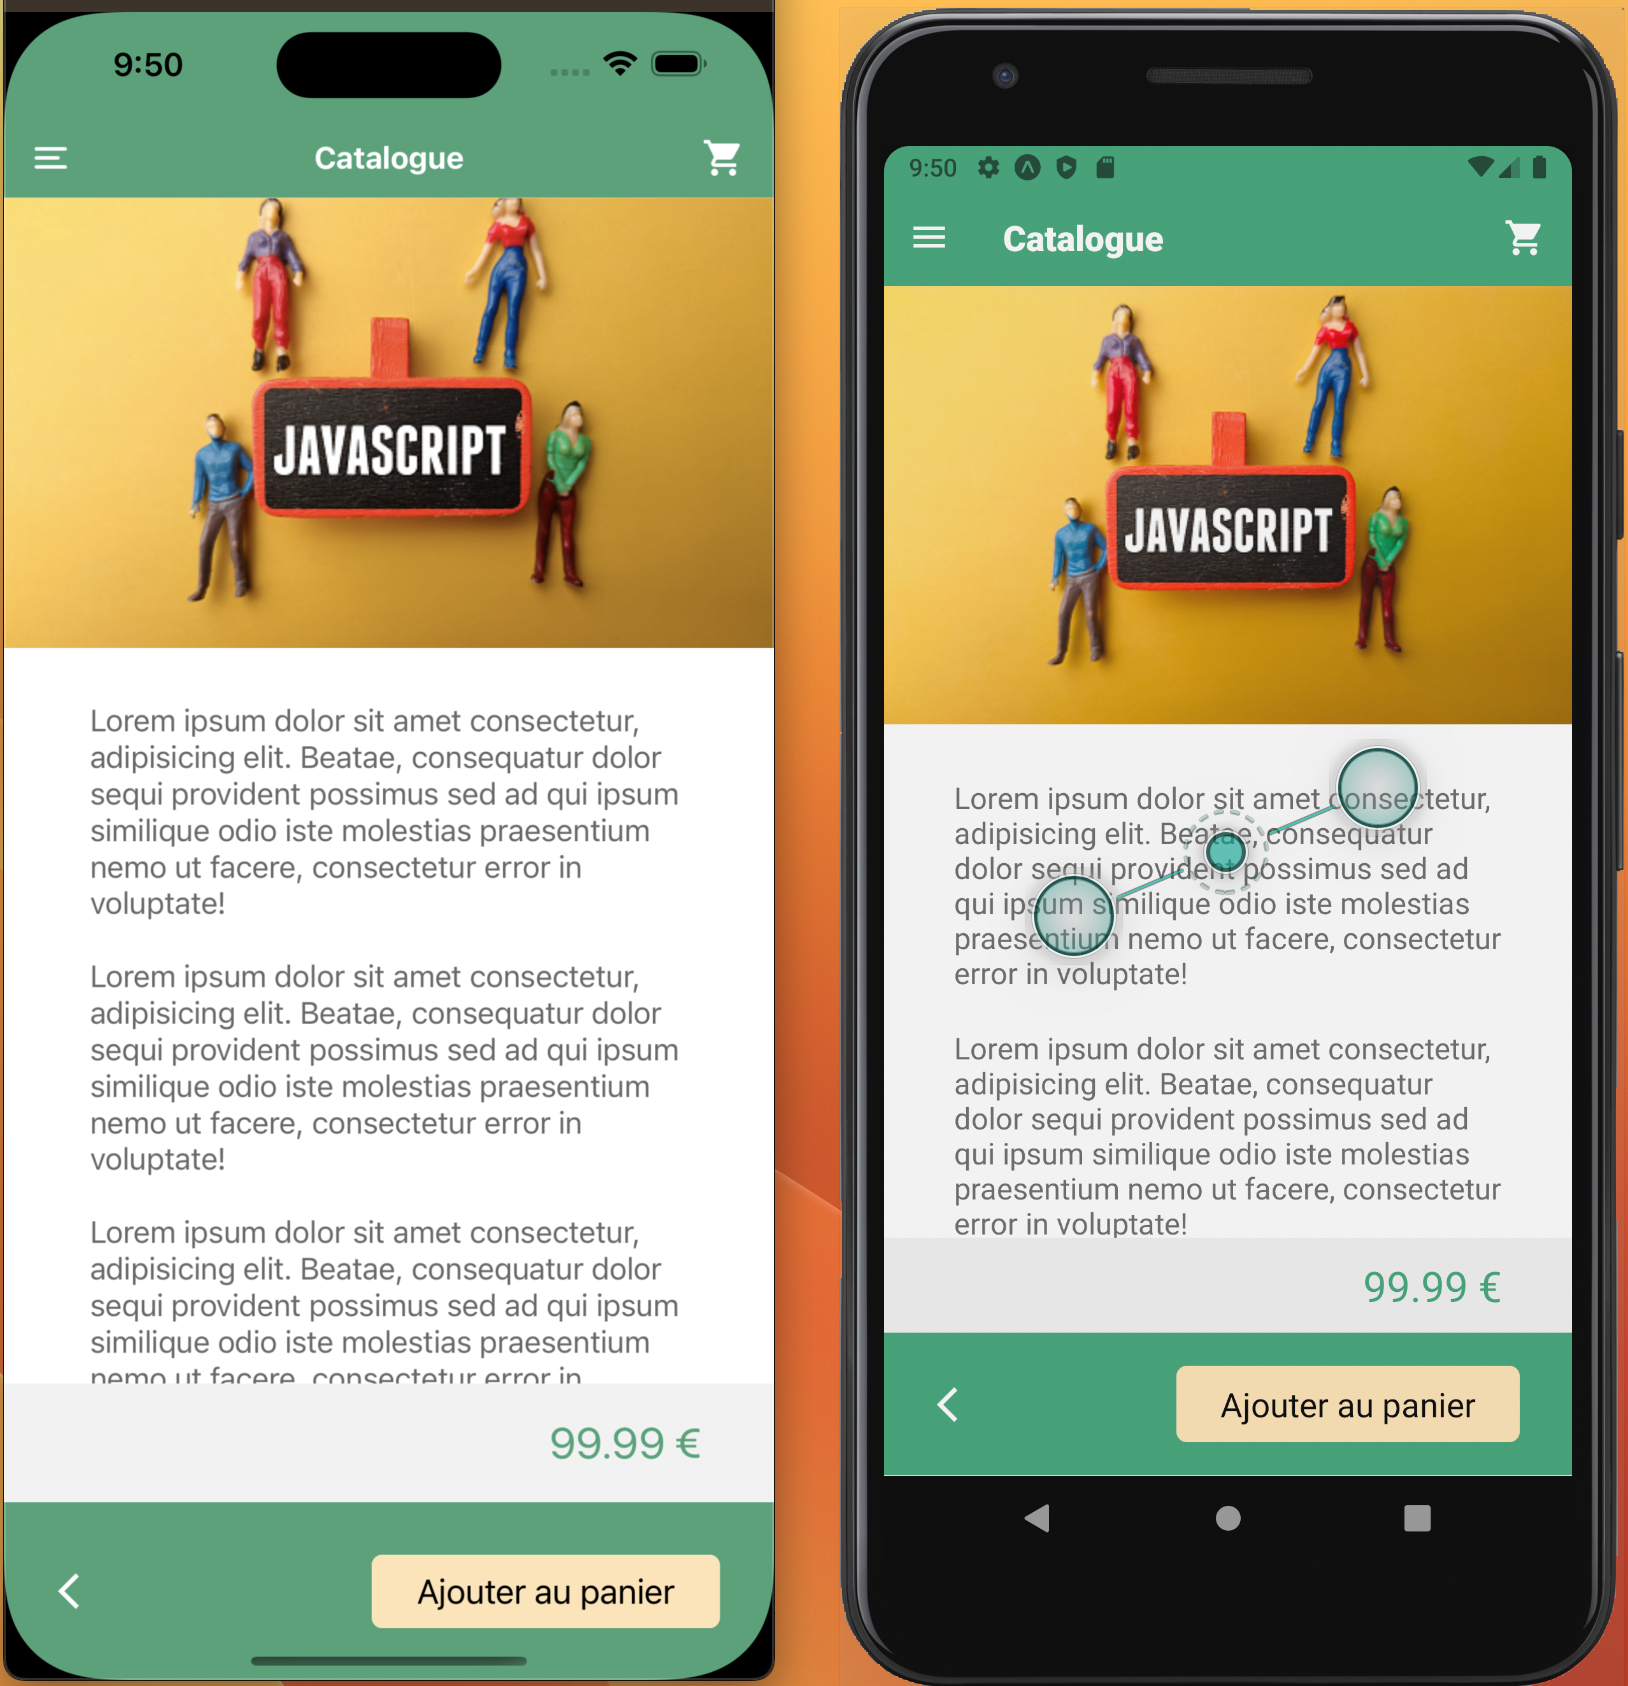 9:50
Catalogue
JAVASCRIPT
Lorem ipsum dolor sit amet consectetur,
adipisicing elit. Beatae, consequatur dolor
sequi provident possimus sed ad qui ipsum
similique odio iste molestias praesentium
nemo ut facere, consectetur error in
voluptate!
Lorem ipsum dolor sit amet consectetur,
adipisicing elit. Beatae, consequatur dolor
sequi provident possimus sed ad qui ipsum
similique odio iste molestias praesentium
nemo ut facere, consectetur error in
voluptate!
Lorem ipsum dolor sit amet consectetur,
adipisicing elit. Beatae, consequatur dolor
sequi provident possimus sed ad qui ipsum
similique odio iste molestias praesentium
nemo ut facere, consectetur error in
99.99 €
Ajouter au panier
9:50
Catalogue
JAVASCRIPT
Lorem ipsum dolor sit amet consectetur,
adipisicing elit. Beatae, consequatur
dolor sequi provident possimus sed ad
qui ipsum similique odio iste molestias
praesentium nemo ut facere, consectetur
error in voluptate!
Lorem ipsum dolor sit amet consectetur,
adipisicing elit. Beatae, consequatur
dolor sequi provident possimus sed ad
qui ipsum similique odio iste molestias
praesentium nemo ut facere, consectetur
error in voluptate!
99.99 €
Ajouter au panier